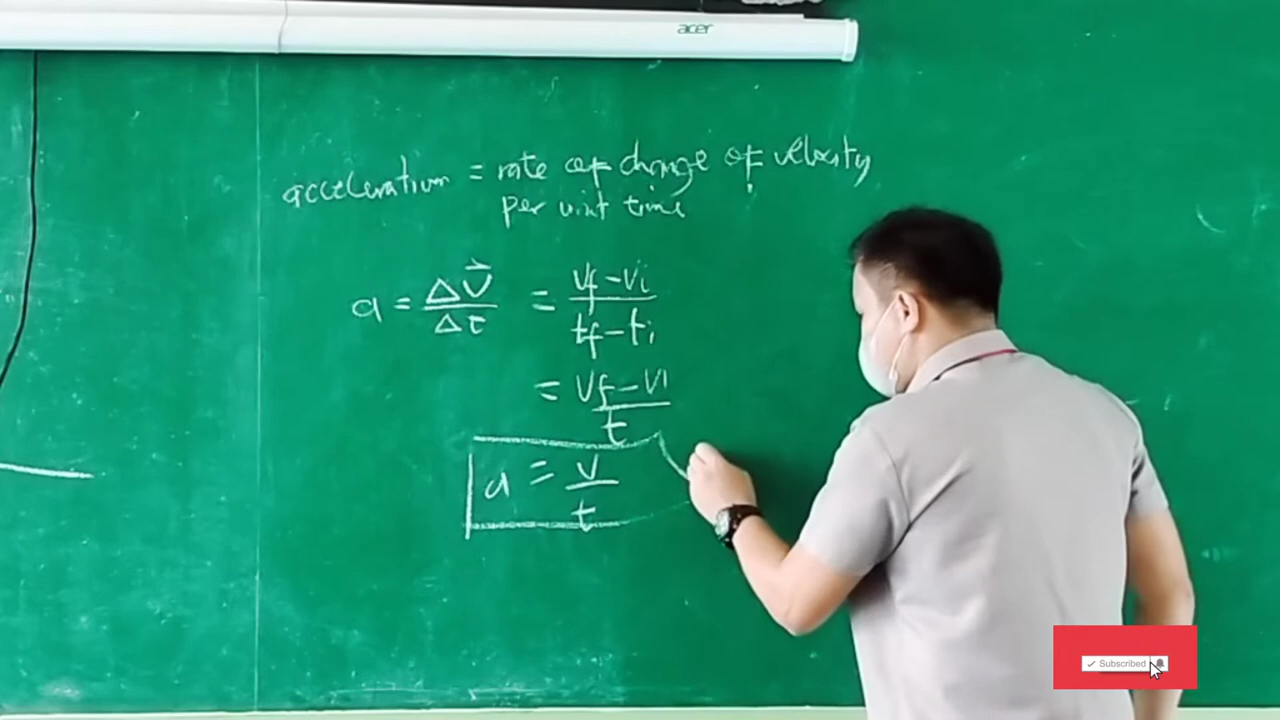 acer
acceleration = rate of change of velocity
per unit time
a = Δv⃗/Δt = vf-vi/tf-ti
= vf-vi/t
a = v/t
✓ Subscribed